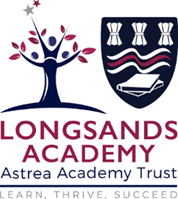 LONGSANDS
ACADEMY
Astrea Academy Trust
LEARN, THRIVE, SUCCEED